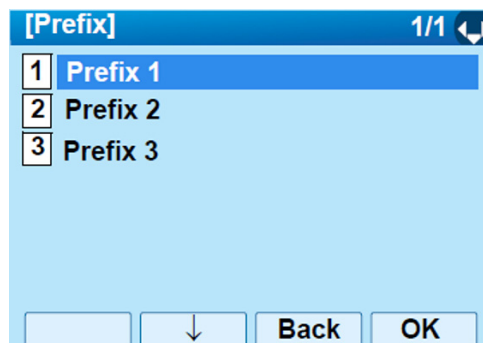 [Prefix] 1/1
1 Prefix 1
2 Prefix 2
3 Prefix 3
↓ Back OK